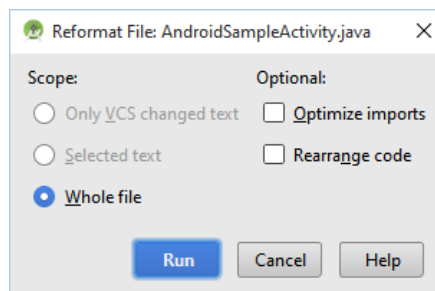 Reformat File: AndroidSampleActivity.java
Scope:
Optional:
Only VCS changed text
Optimize imports
Selected text
Rearrange code
Whole file
Run
Cancel
Help